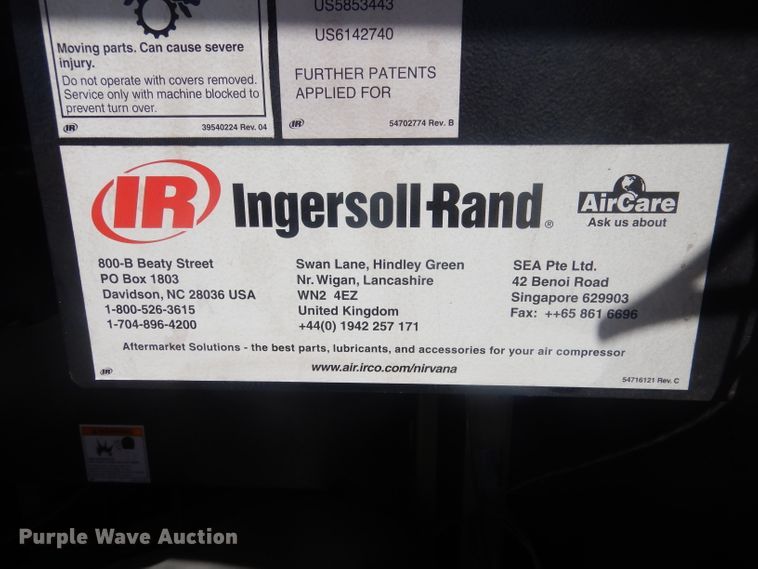 Moving parts. Can cause severe
injury.
Do not operate with covers removed.
Service only with machine blocked to
prevent turn over.
IR
39540224 Rev. 04
US5853443
US6142740
FURTHER PATENTS
APPLIED FOR
IR
54702774 Rev. B
IR Ingersoll-Rand®
AirCare
Ask us about
800-B Beaty Street
PO Box 1803
Davidson, NC 28036 USA
1-800-526-3615
1-704-896-4200
Swan Lane, Hindley Green
Nr. Wigan, Lancashire
WN2 4EZ
United Kingdom
+44(0) 1942 257 171
SEA Pte Ltd.
42 Benoi Road
Singapore 629903
Fax: ++65 861 6696
Aftermarket Solutions - the best parts, lubricants, and accessories for your air compressor
www.air.irco.com/nirvana
IR
54716121 Rev. C
Purple Wave Auction